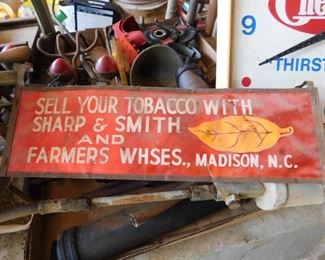 SELL YOUR TOBACCO WITH
SHARP & SMITH
AND
FARMERS WHSES., MADISON, N.C.
9
THIRST